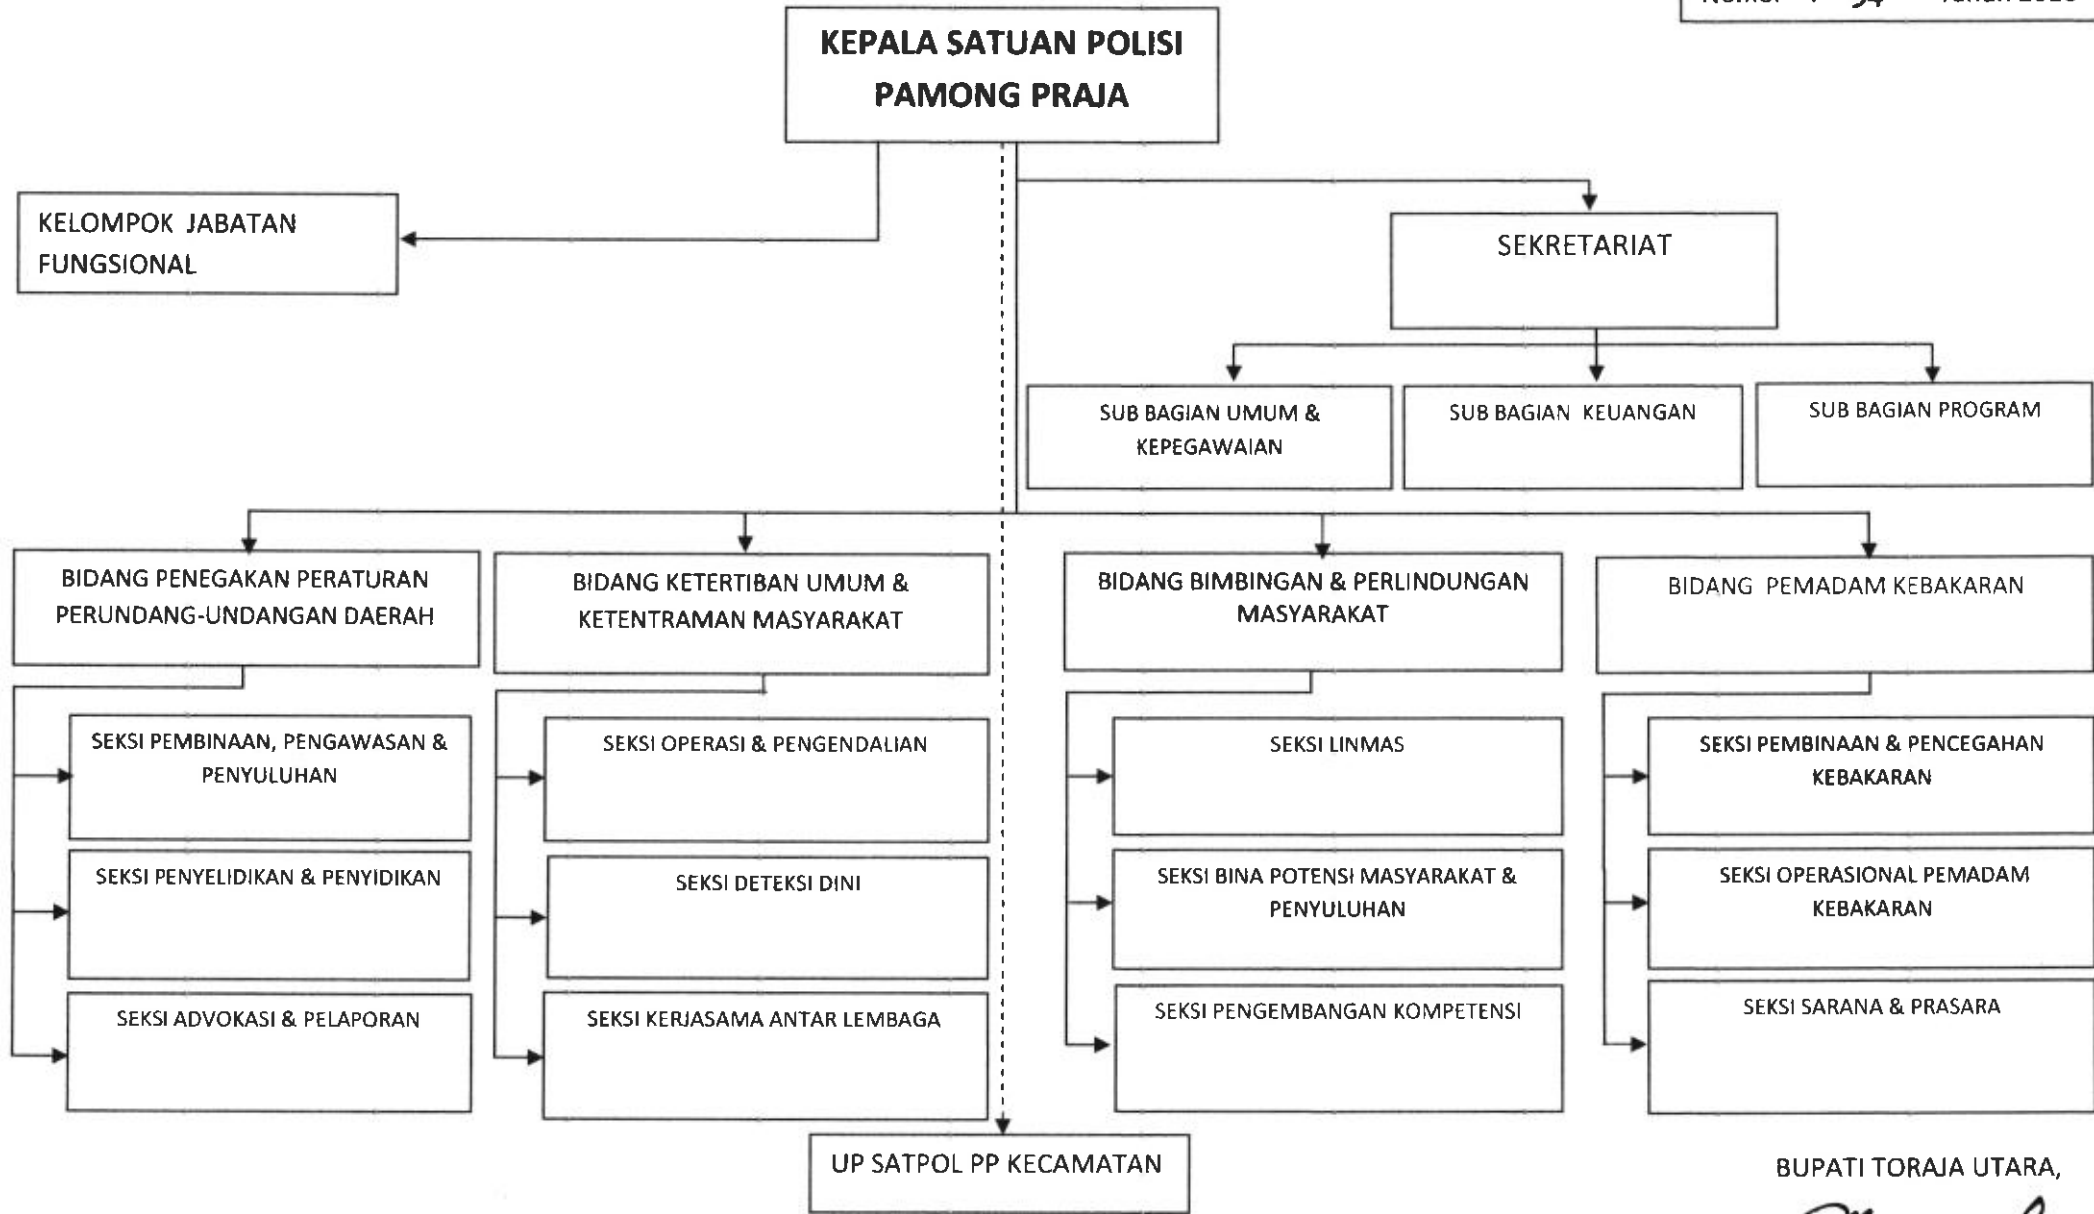 KEPALA SATUAN POLISI
PAMONG PRAJA
KELOMPOK JABATAN
FUNGSIONAL
SEKRETARIAT
SUB BAGIAN UMUM &
KEPEGAWAIAN
SUB BAGIAN KEUANGAN
SUB BAGIAN PROGRAM
BIDANG PENEGAKAN PERATURAN
PERUNDANG-UNDANGAN DAERAH
BIDANG KETERTIBAN UMUM &
KETENTRAMAN MASYARAKAT
BIDANG BIMBINGAN & PERLINDUNGAN
MASYARAKAT
BIDANG PEMADAM KEBAKARAN
SEKSI PEMBINAAN, PENGAWASAN &
PENYULUHAN
SEKSI OPERASI & PENGENDALIAN
SEKSI LINMAS
SEKSI PEMBINAAN & PENCEGAHAN
KEBAKARAN
SEKSI PENYELIDIKAN & PENYIDIKAN
SEKSI DETEKSI DINI
SEKSI BINA POTENSI MASYARAKAT &
PENYULUHAN
SEKSI OPERASIONAL PEMADAM
KEBAKARAN
SEKSI ADVOKASI & PELAPORAN
SEKSI KERJASAMA ANTAR LEMBAGA
SEKSI PENGEMBANGAN KOMPETENSI
SEKSI SARANA & PRASARA
UP SATPOL PP KECAMATAN
BUPATI TORAJA UTARA,